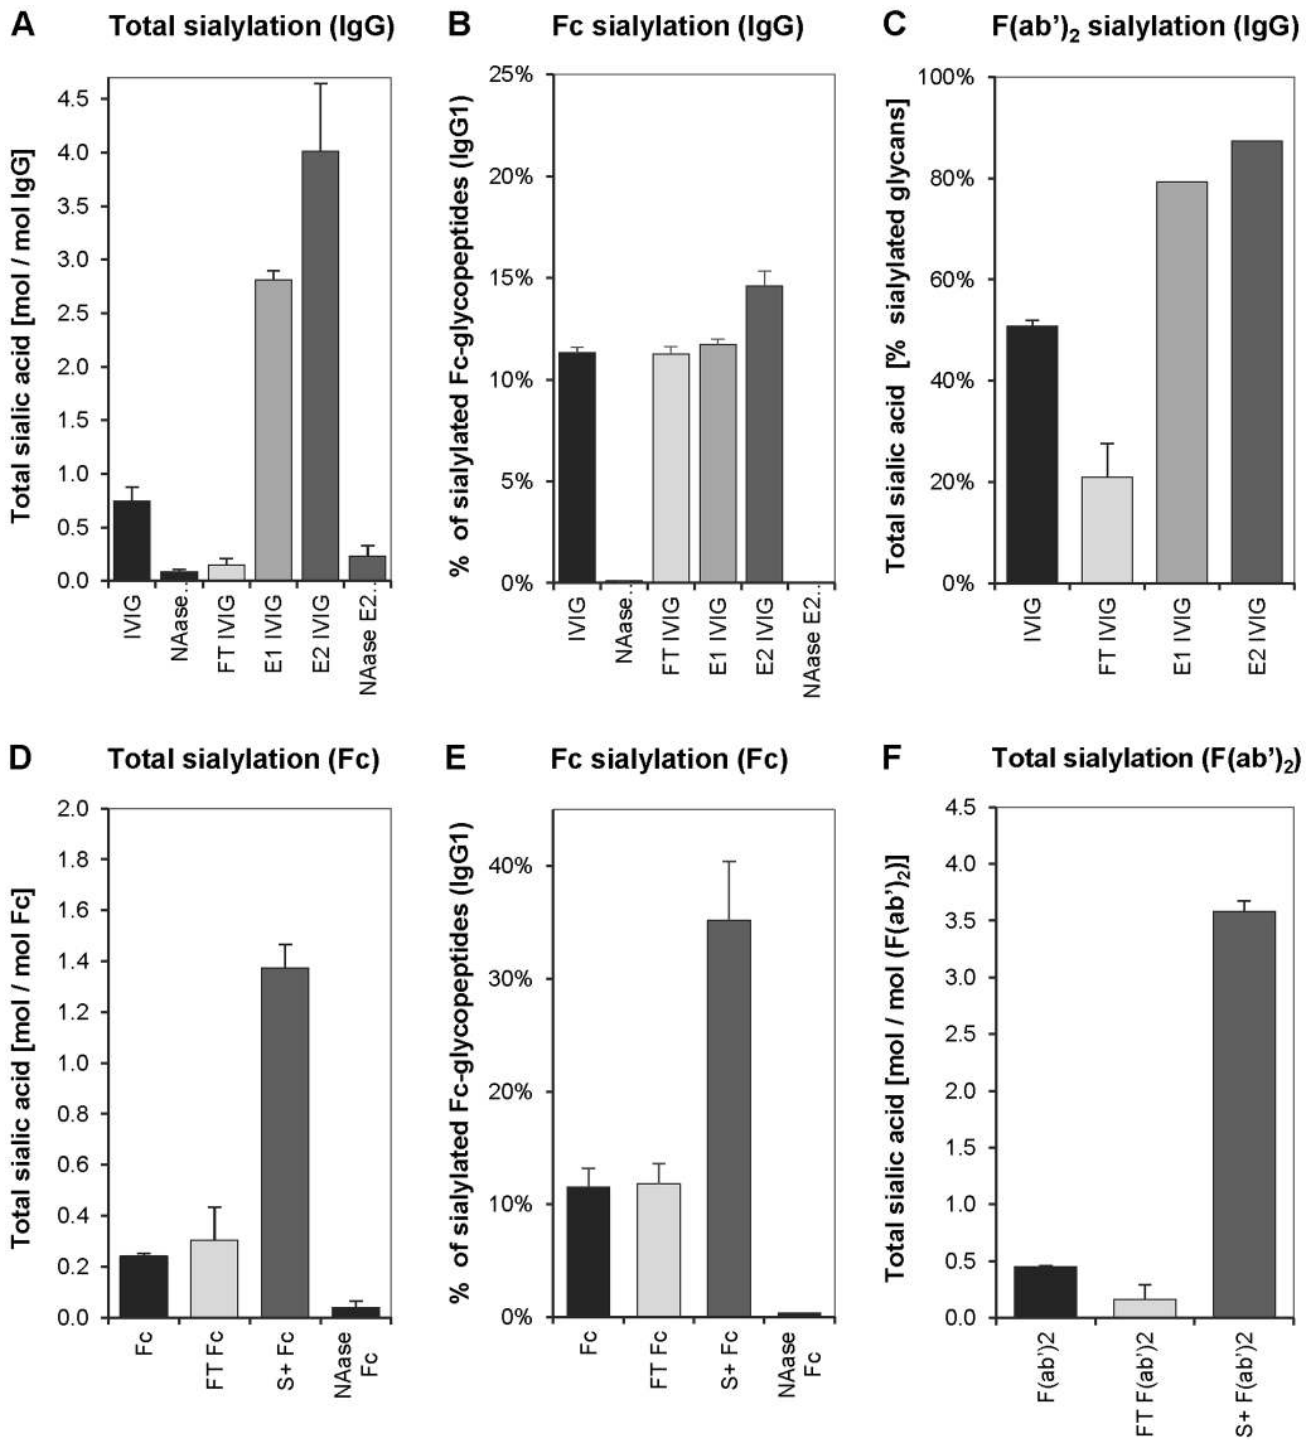 A Total sialylation (IgG)
Total sialic acid [mol / mol IgG]
4.5
4.0
3.5
3.0
2.5
2.0
1.5
1.0
0.5
0.0
IVIG
NAase...
FT IVIG
E1 IVIG
E2 IVIG
NAase E2...
B Fc sialylation (IgG)
% of sialylated Fc-glycopeptides (IgG1)
25%
20%
15%
10%
5%
0%
IVIG
NAase...
FT IVIG
E1 IVIG
E2 IVIG
NAase E2...
C F(ab’)₂ sialylation (IgG)
Total sialic acid [% sialylated glycans]
100%
80%
60%
40%
20%
0%
IVIG
FT IVIG
E1 IVIG
E2 IVIG
D Total sialylation (Fc)
Total sialic acid [mol / mol Fc]
2.0
1.8
1.6
1.4
1.2
1.0
0.8
0.6
0.4
0.2
0.0
Fc
FT Fc
S+ Fc
NAase
Fc
E Fc sialylation (Fc)
% of sialylated Fc-glycopeptides (IgG1)
40%
30%
20%
10%
0%
Fc
FT Fc
S+ Fc
NAase
Fc
F Total sialylation (F(ab’)₂)
Total sialic acid [mol / mol (F(ab’)₂)]
4.5
4.0
3.5
3.0
2.5
2.0
1.5
1.0
0.5
0.0
F(ab’)2
FT F(ab’)2
S+ F(ab’)2